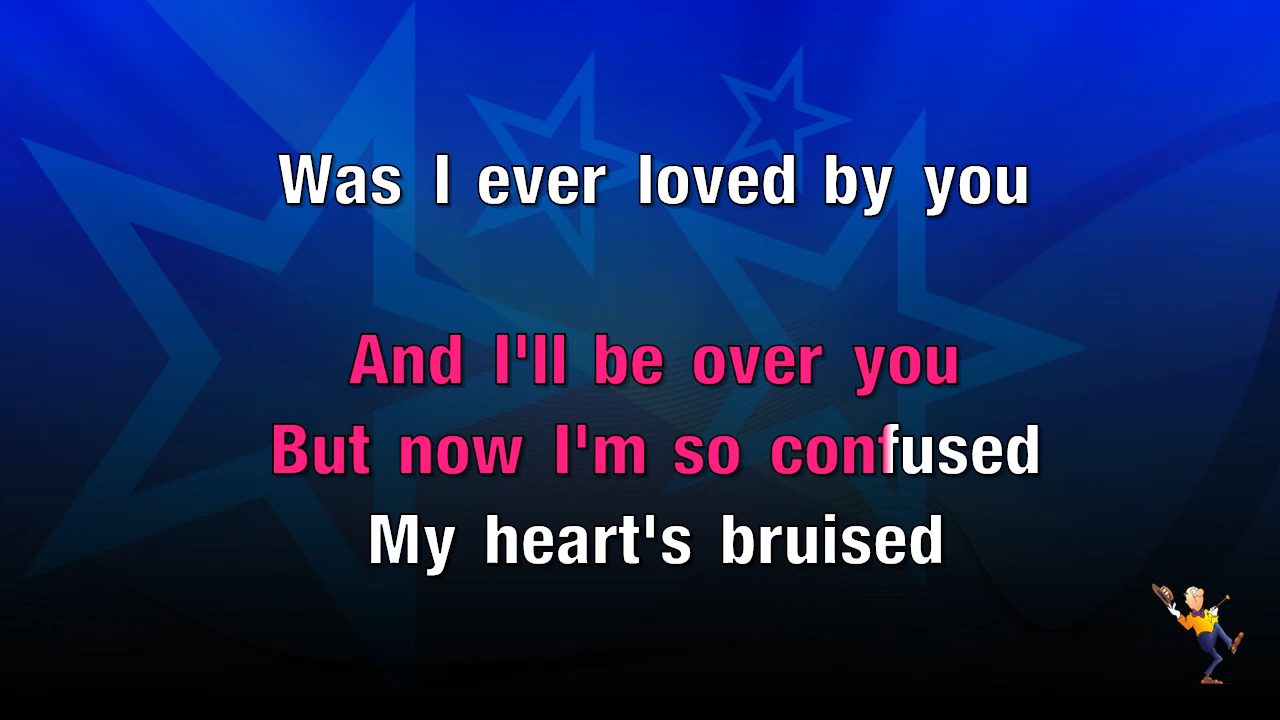 Was I ever loved by you
And I'll be over you
But now I'm so confused
My heart's bruised